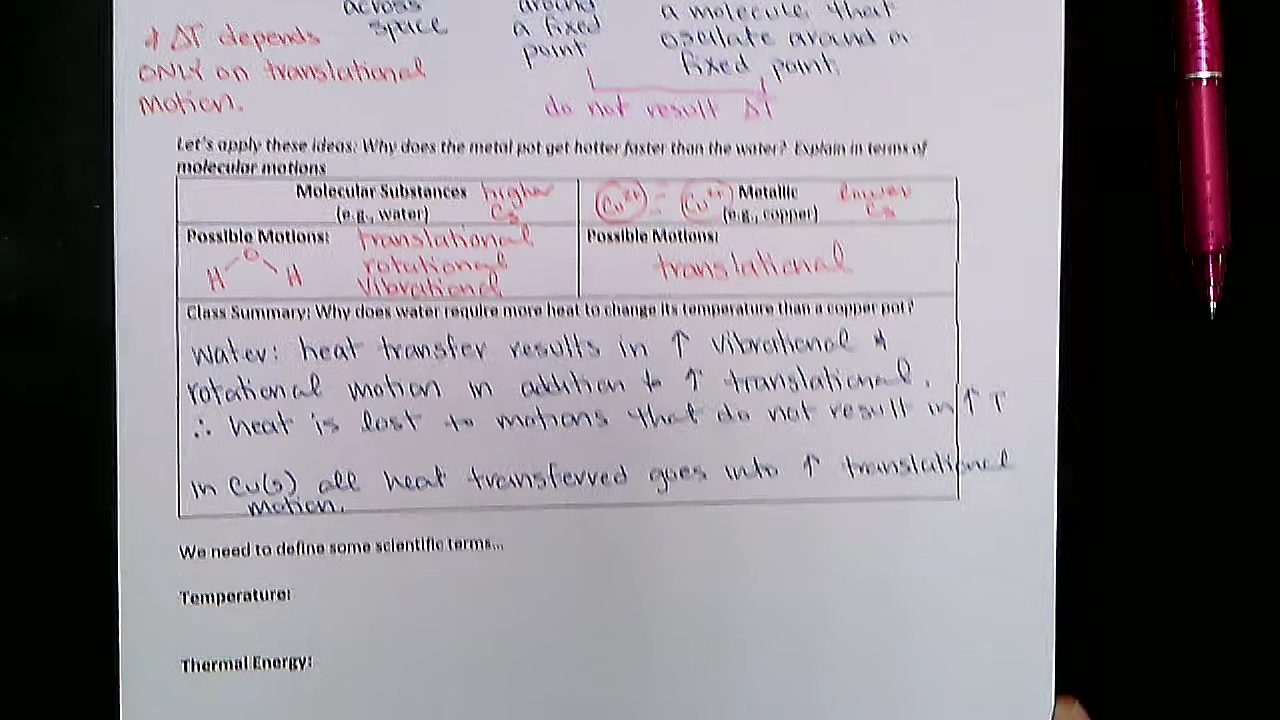 across
space
around
a fixed
point
a molecule that
oscillate around a
fixed point.
* ΔT depends
ONLY on translational
motion.
do not result ΔT
Let's apply these ideas: Why does the metal pot get hotter faster than the water? Explain in terms of
molecular motions
Molecular Substances higher
(e.g., water) Cs
Cu²⁺ = Cu²⁺ Metallic lower
(e.g., copper) Cs
Possible Motions: translational
rotational
vibrational
H O H
Possible Motions:
translational
Class Summary: Why does water require more heat to change its temperature than a copper pot?
Water: heat transfer results in ↑ vibrational &
rotational motion in addition to ↑ translational.
∴ heat is lost to motions that do not result in ↑ T
in Cu(s) all heat transferred goes into ↑ translational
motion.
We need to define some scientific terms...
Temperature:
Thermal Energy: